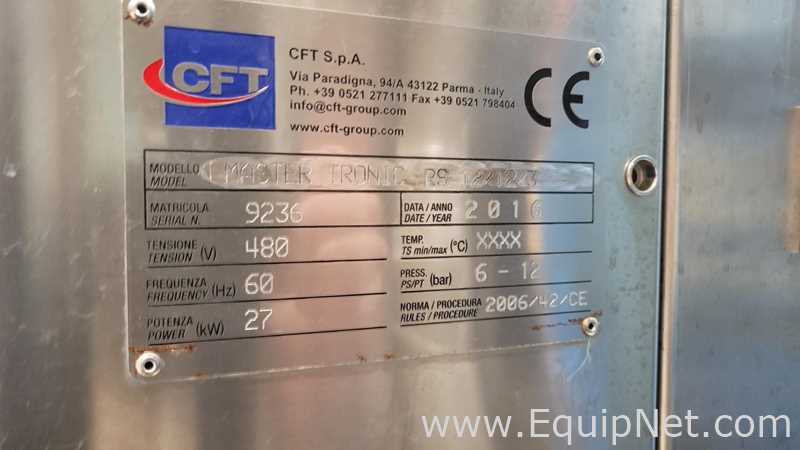 CFT
CFT S.p.A.
Via Paradigna, 94/A 43122 Parma - Italy
Ph. +39 0521 277111 Fax +39 0521 798404
info@cft-group.com
www.cft-group.com
CE
MODELLO MASTER TRONIC RS
MODEL
MATRICOLA 9236 DATA / ANNO 2016
SERIAL N. DATE / YEAR
TENSIONE (V) 480 TEMP. (°C) XXXX
TENSION TS min/max
FREQUENZA (Hz) 60 PRESS. (bar) 6 - 12
FREQUENCY PS/PT
POTENZA (kW) 27 NORMA / PROCEDURA 2006/42/CE
POWER RULES / PROCEDURE
www.EquipNet.com